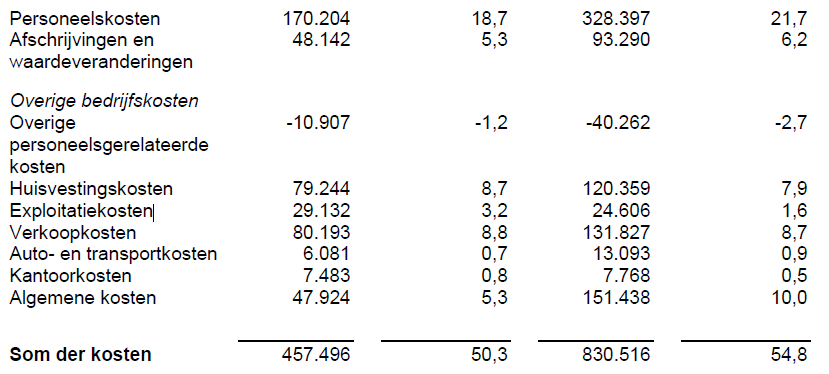 Personeelskosten 170.204 18,7 328.397 21,7
Afschrijvingen en 48.142 5,3 93.290 6,2
waardeveranderingen
Overige bedrijfskosten
Overige -10.907 -1,2 -40.262 -2,7
personeelsgerelateerde
kosten
Huisvestingskosten 79.244 8,7 120.359 7,9
Exploitatiekosten 29.132 3,2 24.606 1,6
Verkoopkosten 80.193 8,8 131.827 8,7
Auto- en transportkosten 6.081 0,7 13.093 0,9
Kantoorkosten 7.483 0,8 7.768 0,5
Algemene kosten 47.924 5,3 151.438 10,0
Som der kosten 457.496 50,3 830.516 54,8